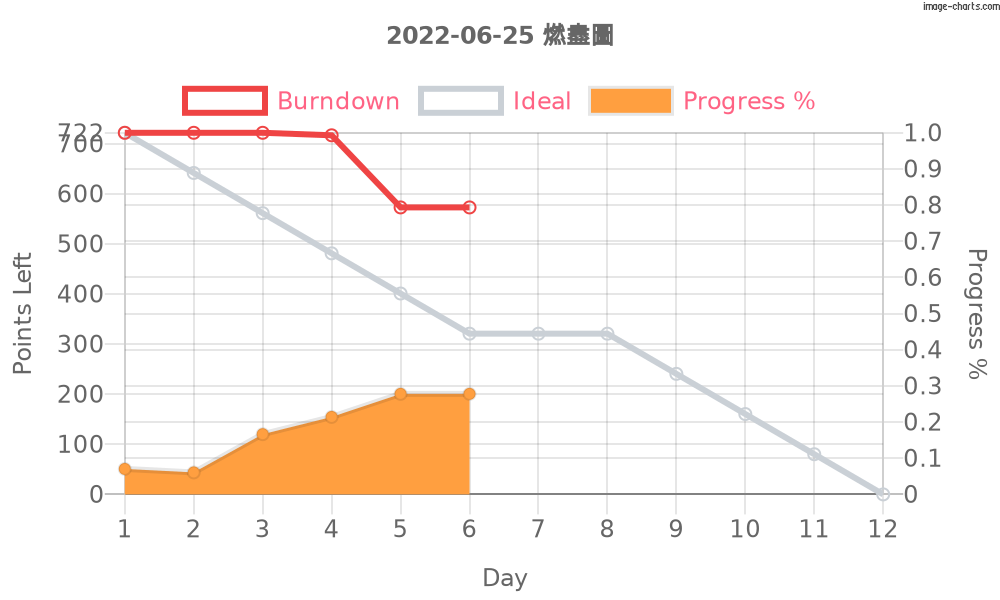 image-charts.com
2022-06-25 燃盡圖
Burndown Ideal Progress %
722
700
600
500
400
300
200
100
0
Points Left
1.0
0.9
0.8
0.7
0.6
0.5
0.4
0.3
0.2
0.1
0
Progress %
1 2 3 4 5 6 7 8 9 10 11 12
Day